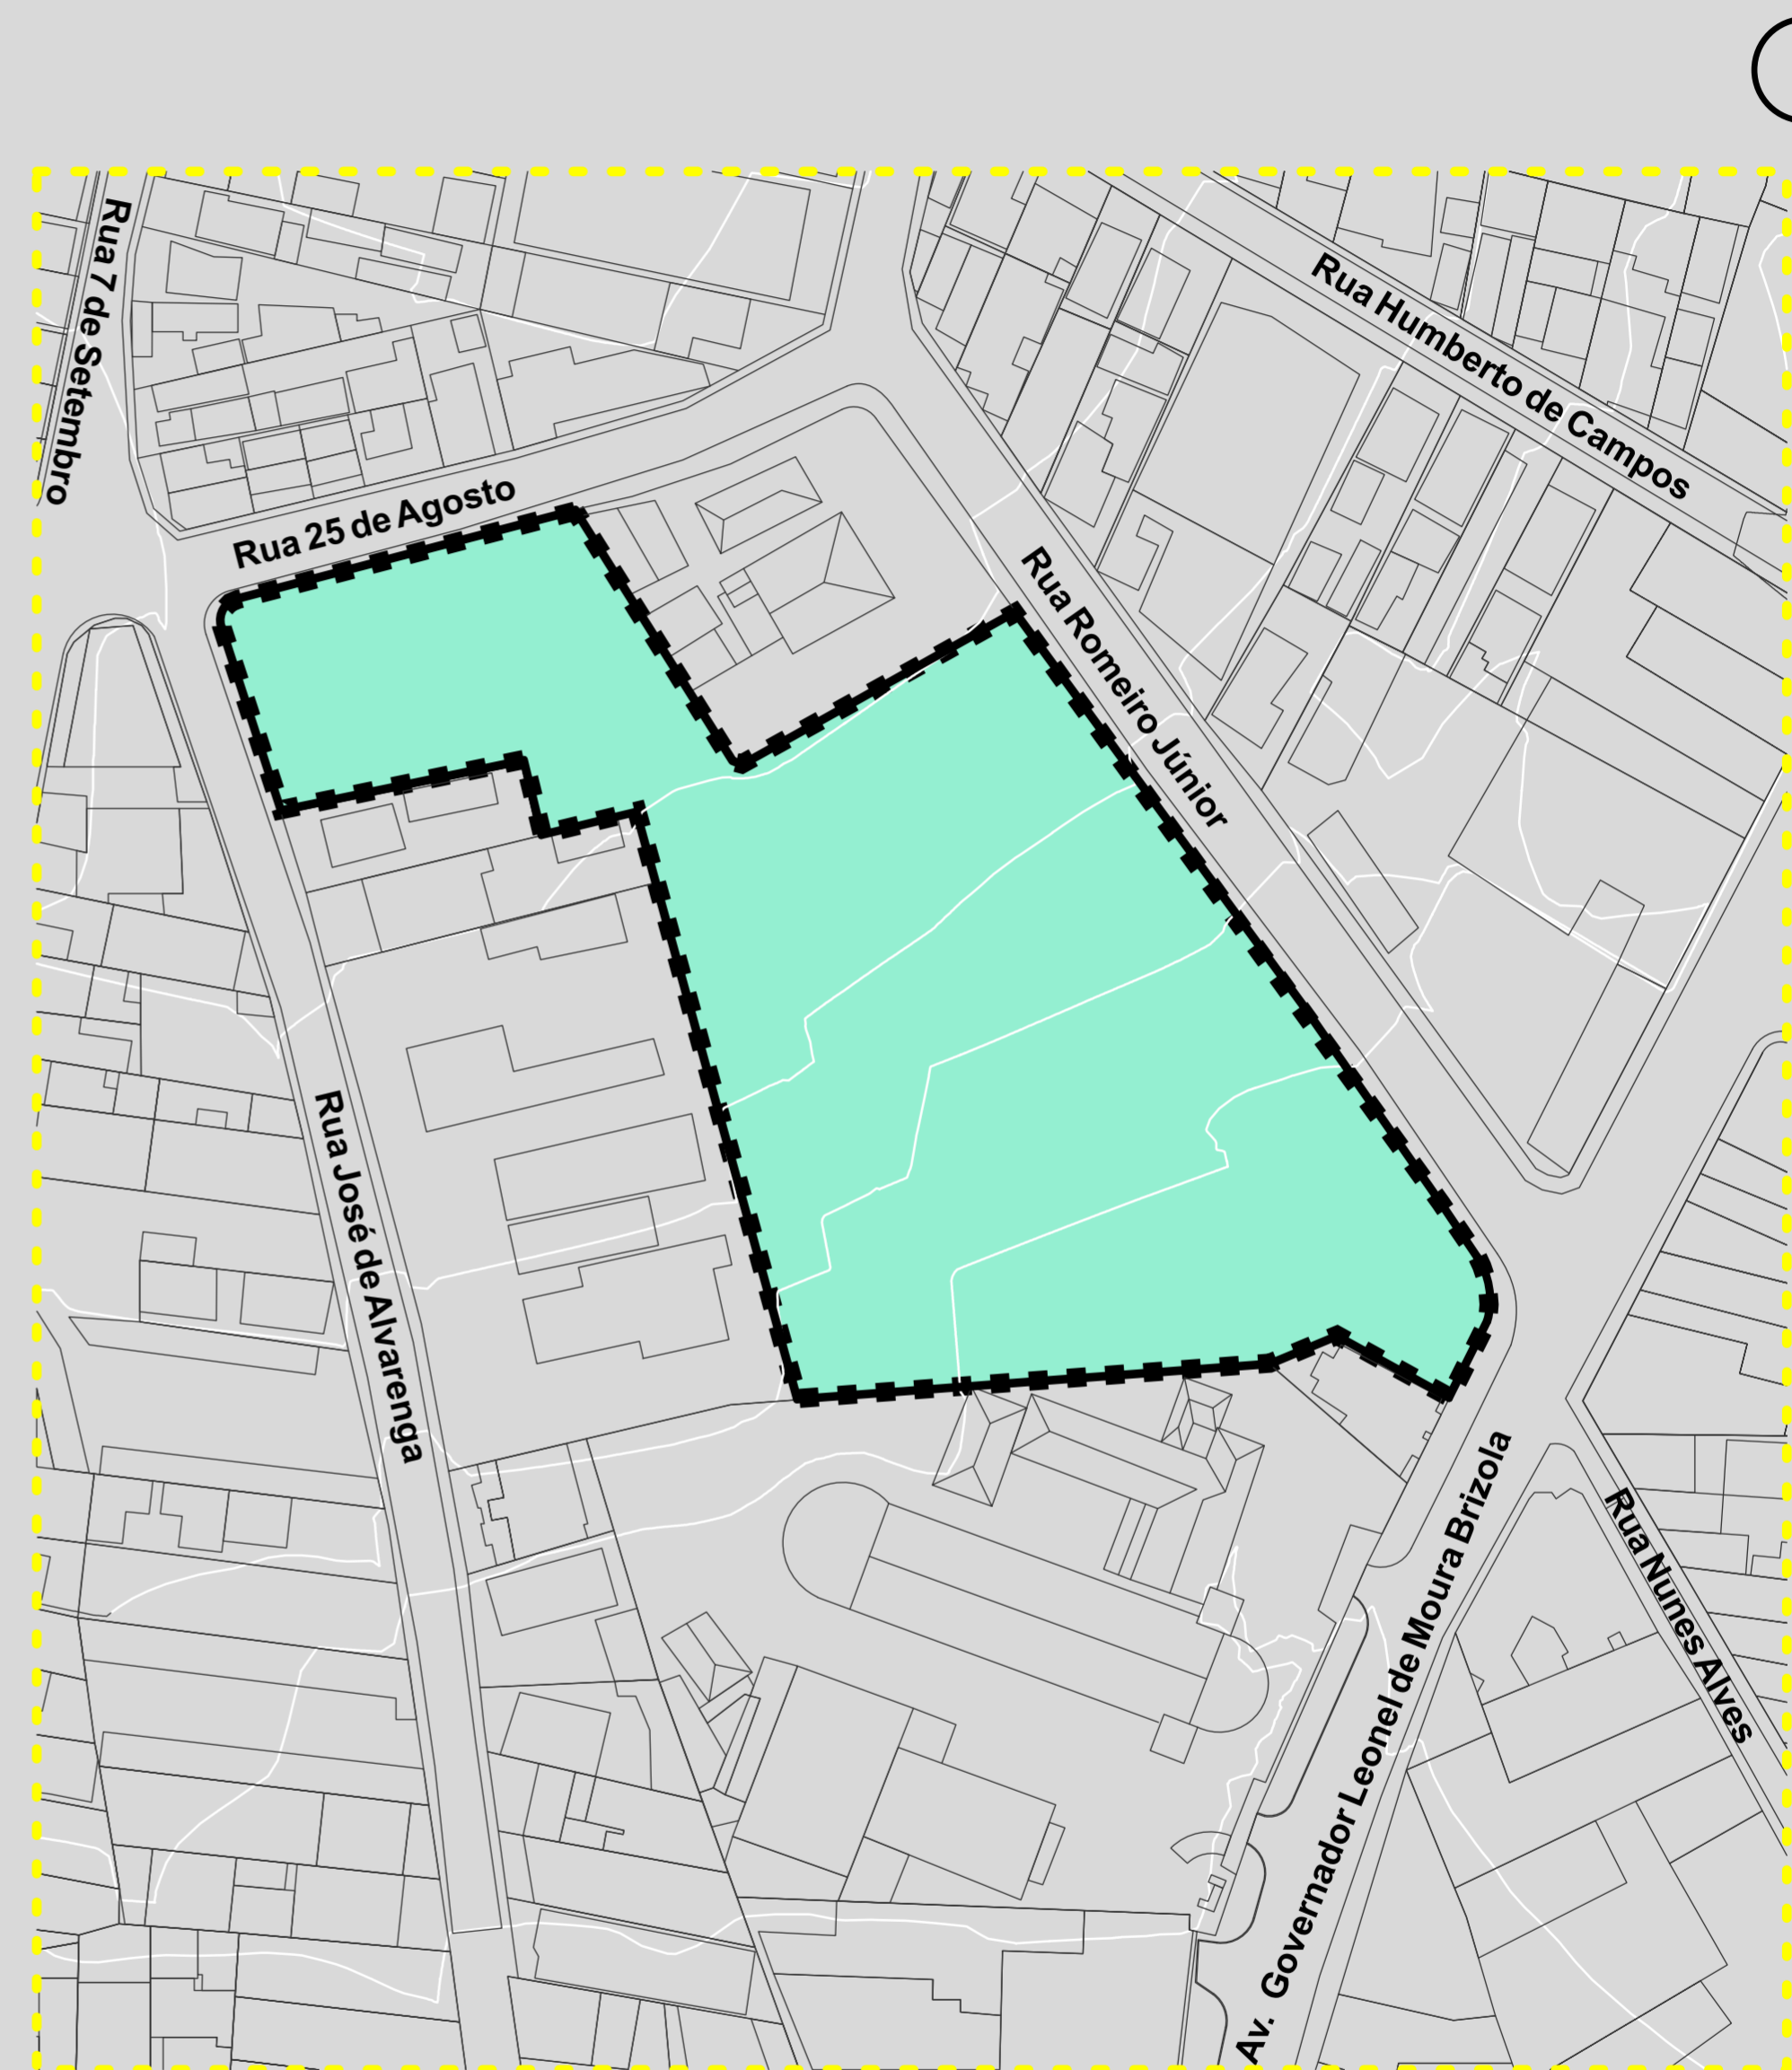 Rua 7 de Setembro
Rua Humberto de Campos
Rua 25 de Agosto
Rua Romeiro Júnior
Rua José de Alvarenga
Av. Governador Leonel de Moura Brizola
Rua Nunes Alves